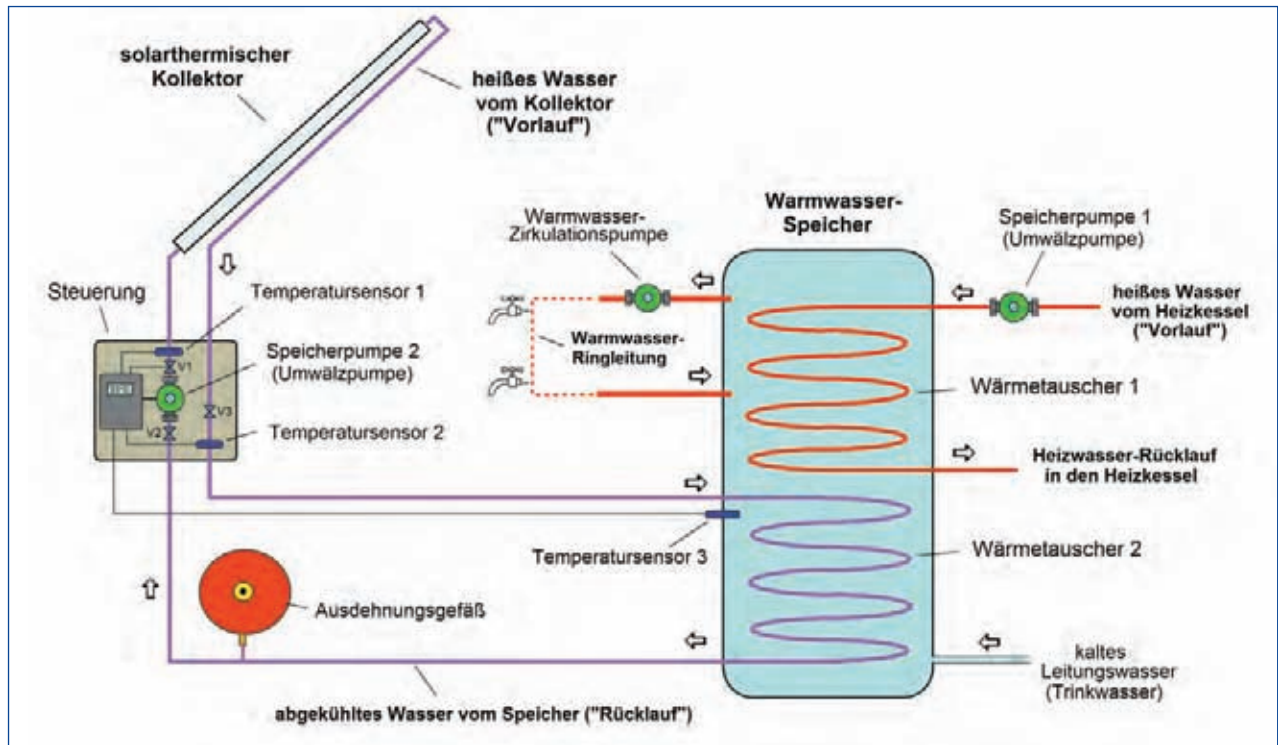 solarthermischer
Kollektor
heißes Wasser
vom Kollektor
("Vorlauf")
Warmwasser-
Zirkulationspumpe
Warmwasser-
Speicher
Speicherpumpe 1
(Umwälzpumpe)
Steuerung
Temperatursensor 1
heißes Wasser
vom Heizkessel
("Vorlauf")
Warmwasser-
Ringleitung
Speicherpumpe 2
(Umwälzpumpe)
V1
V3
V2
Wärmetauscher 1
Temperatursensor 2
Heizwasser-Rücklauf
in den Heizkessel
Temperatursensor 3
Wärmetauscher 2
Ausdehnungsgefäß
kaltes
Leitungswasser
(Trinkwasser)
abgekühltes Wasser vom Speicher ("Rücklauf")